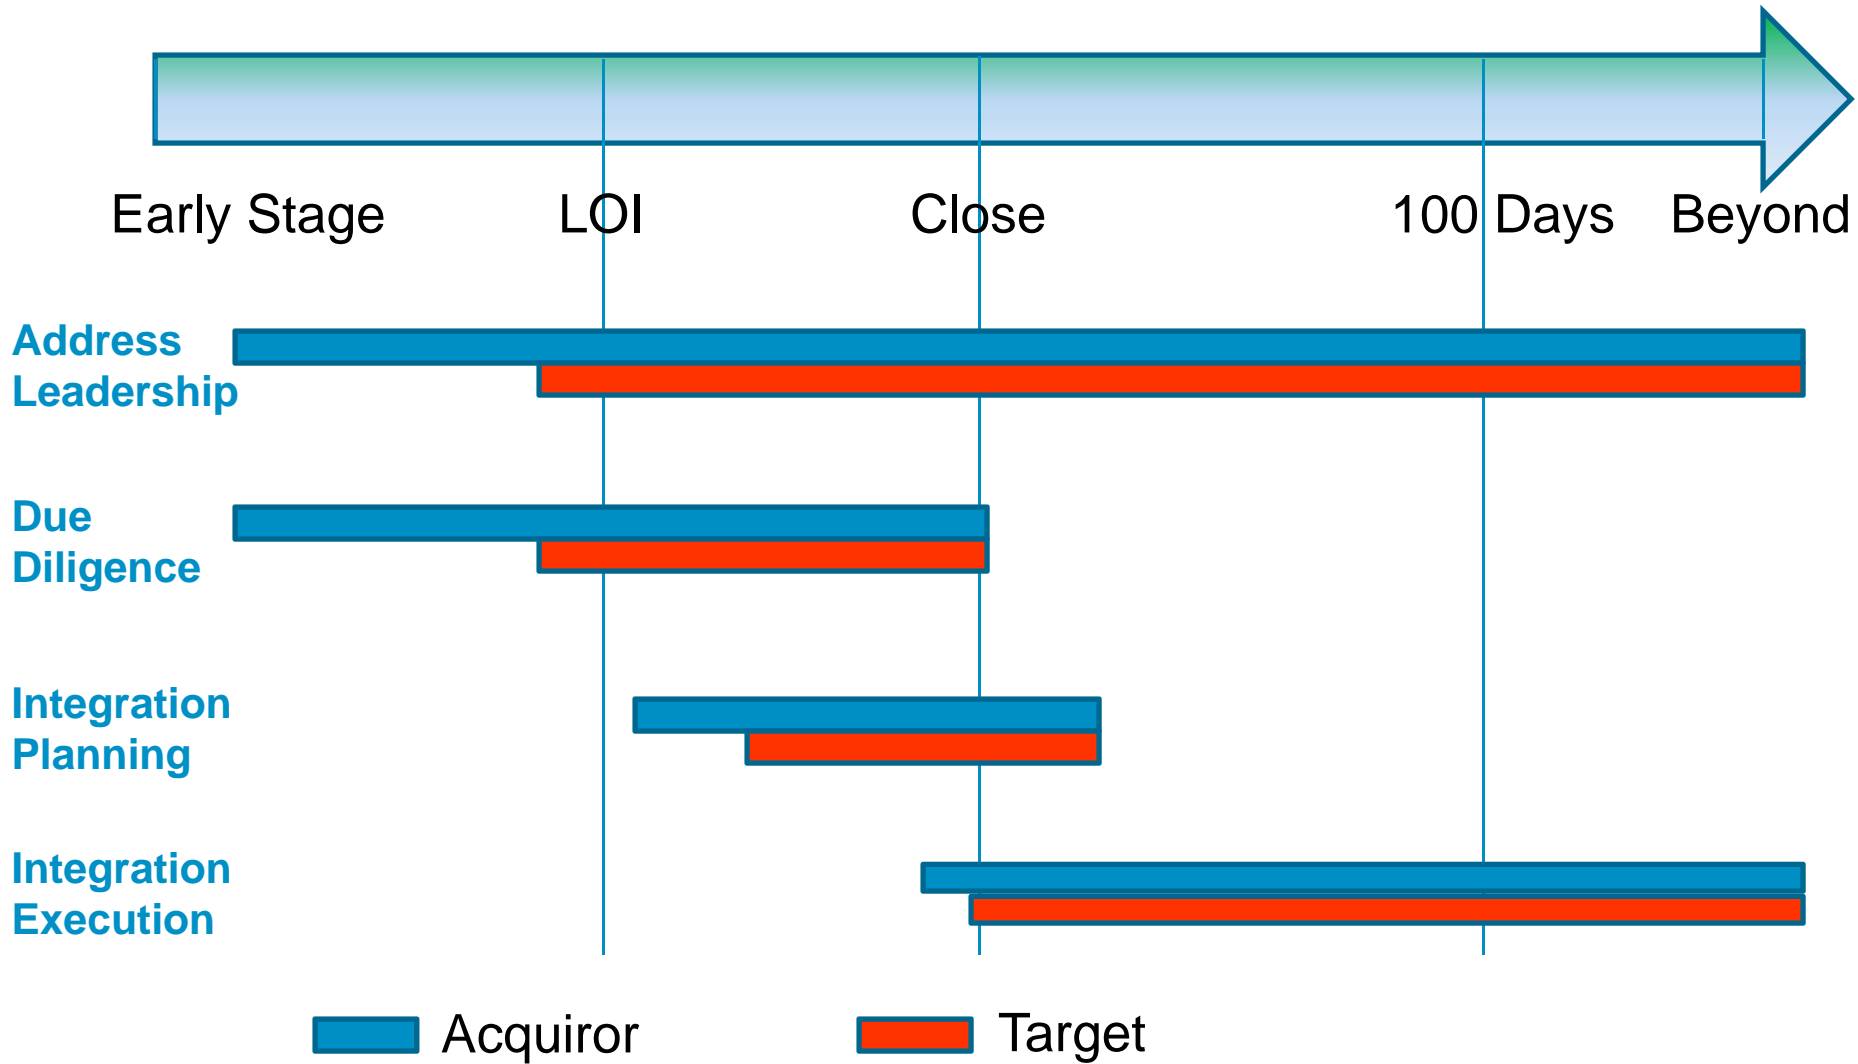 Early Stage LOI Close 100 Days Beyond
Address
Leadership
Due
Diligence
Integration
Planning
Integration
Execution
Acquiror Target